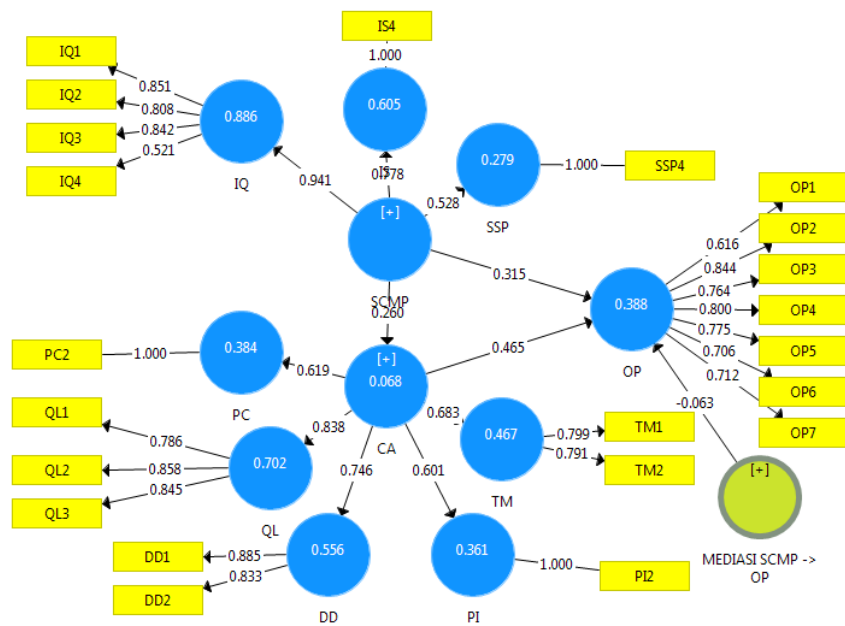 IS4
1.000
0.605
IS
0.778
IQ1
IQ2
IQ3
IQ4
0.851
0.808
0.842
0.521
0.886
IQ
0.941
0.279
SSP
0.528
1.000
SSP4
[+]
SCMP
0.260
0.315
OP1
OP2
OP3
OP4
OP5
OP6
OP7
0.616
0.844
0.764
0.800
0.775
0.706
0.712
0.388
OP
-0.063
[+]
MEDIASI SCMP ->
OP
PC2
1.000
0.384
PC
0.619
[+]
0.068
CA
0.465
QL1
QL2
QL3
0.786
0.858
0.845
0.702
QL
0.838
0.683
0.467
TM
0.799
0.791
TM1
TM2
0.746
0.601
DD1
DD2
0.885
0.833
0.556
DD
0.361
PI
1.000
PI2